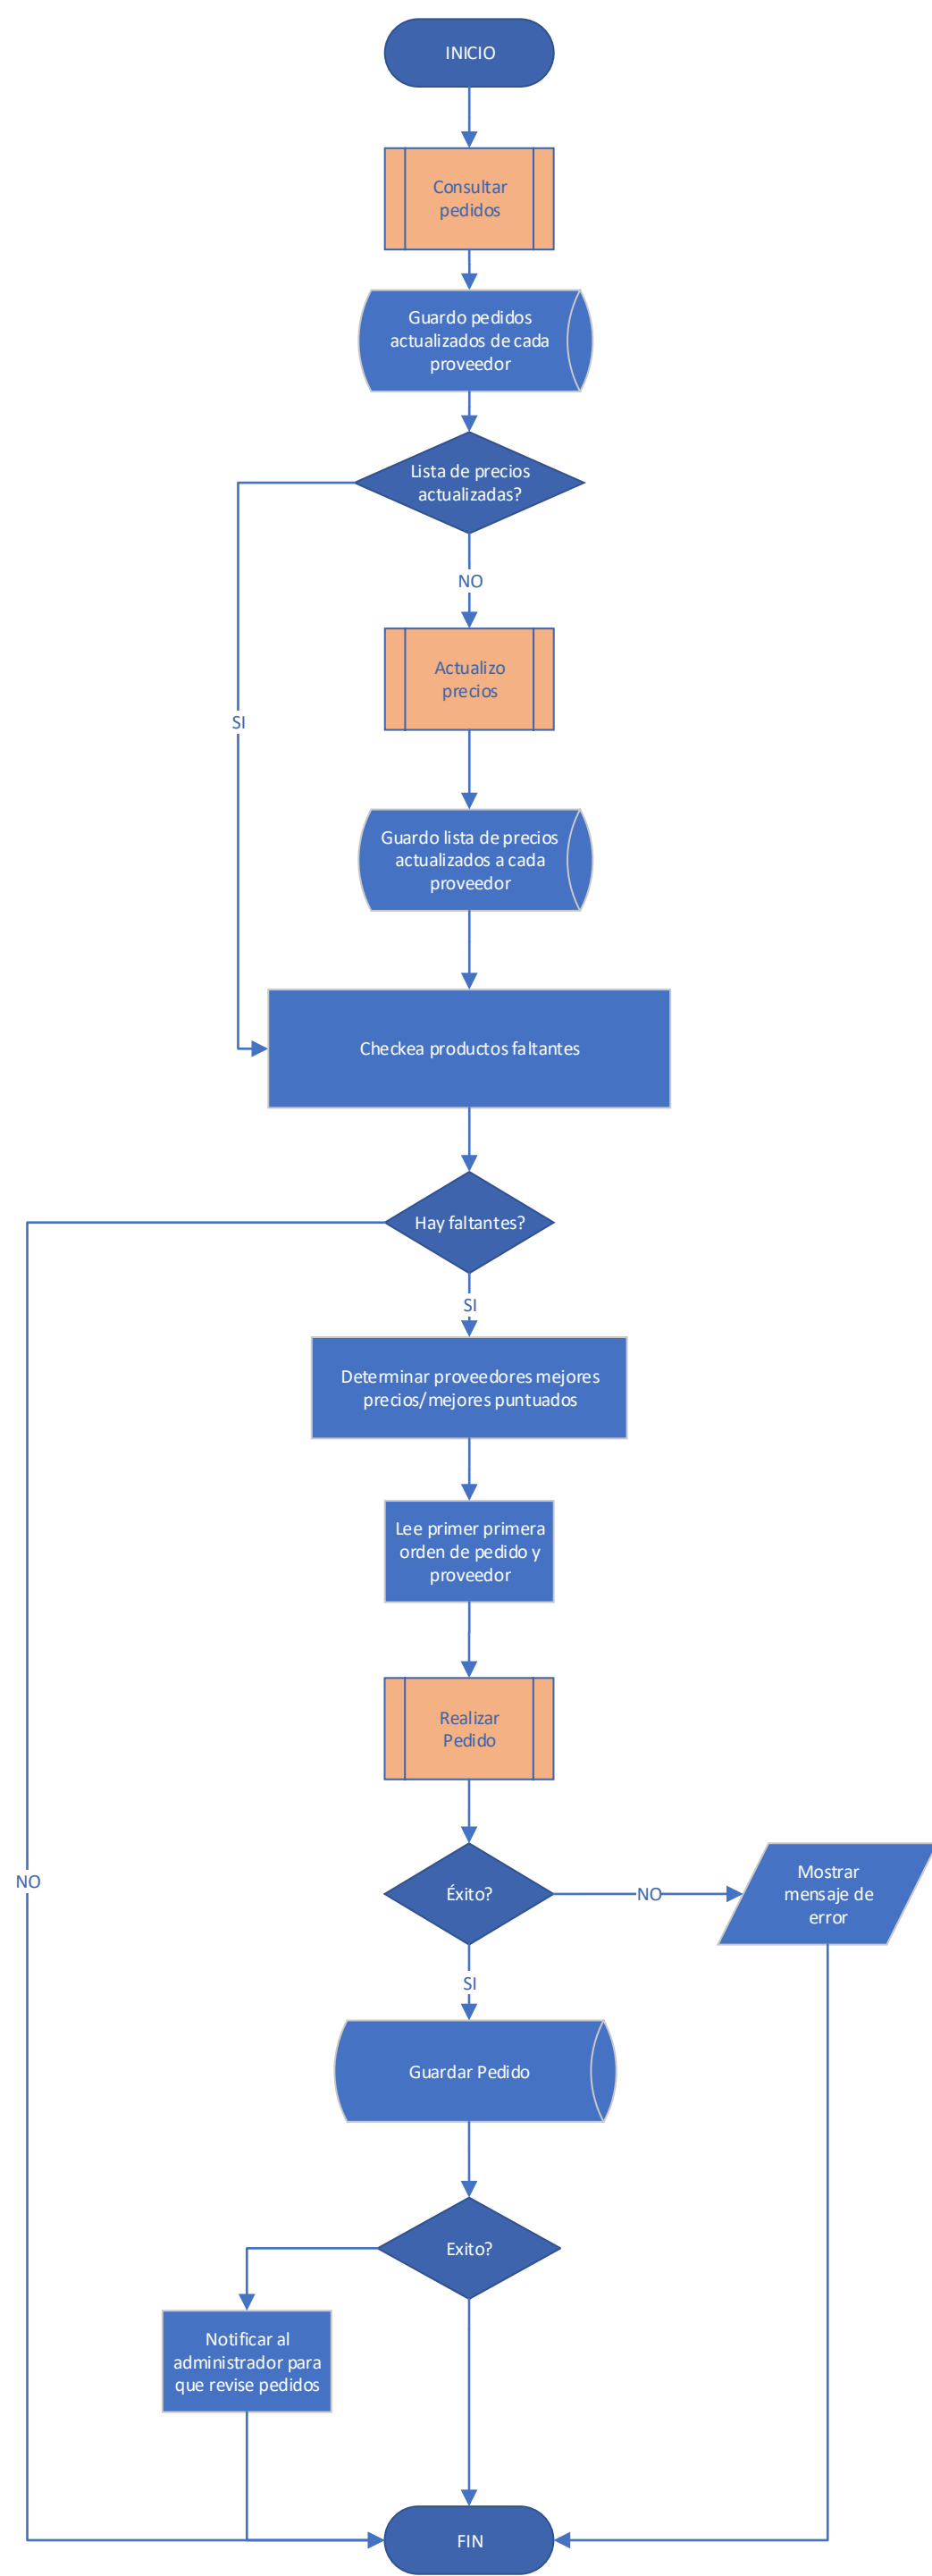 INICIO
Consultar
pedidos
Guardo pedidos
actualizados de cada
proveedor
Lista de precios
actualizadas?
NO
Actualizo
precios
SI
Guardo lista de precios
actualizados a cada
proveedor
Checkea productos faltantes
Hay faltantes?
SI
Determinar proveedores mejores
precios/mejores puntuados
Lee primer primera
orden de pedido y
proveedor
Realizar
Pedido
NO
Éxito?
NO
Mostrar
mensaje de
error
SI
Guardar Pedido
Exito?
Notificar al
administrador para
que revise pedidos
FIN